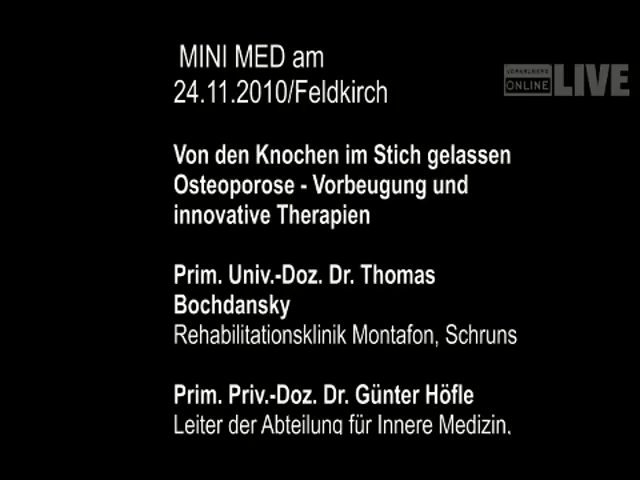 MINI MED am
24.11.2010/Feldkirch
VORARLBERG
ONLINE LIVE
Von den Knochen im Stich gelassen
Osteoporose - Vorbeugung und
innovative Therapien
Prim. Univ.-Doz. Dr. Thomas
Bochdansky
Rehabilitationsklinik Montafon, Schruns
Prim. Priv.-Doz. Dr. Günter Höfle
Leiter der Abteilung für Innere Medizin,